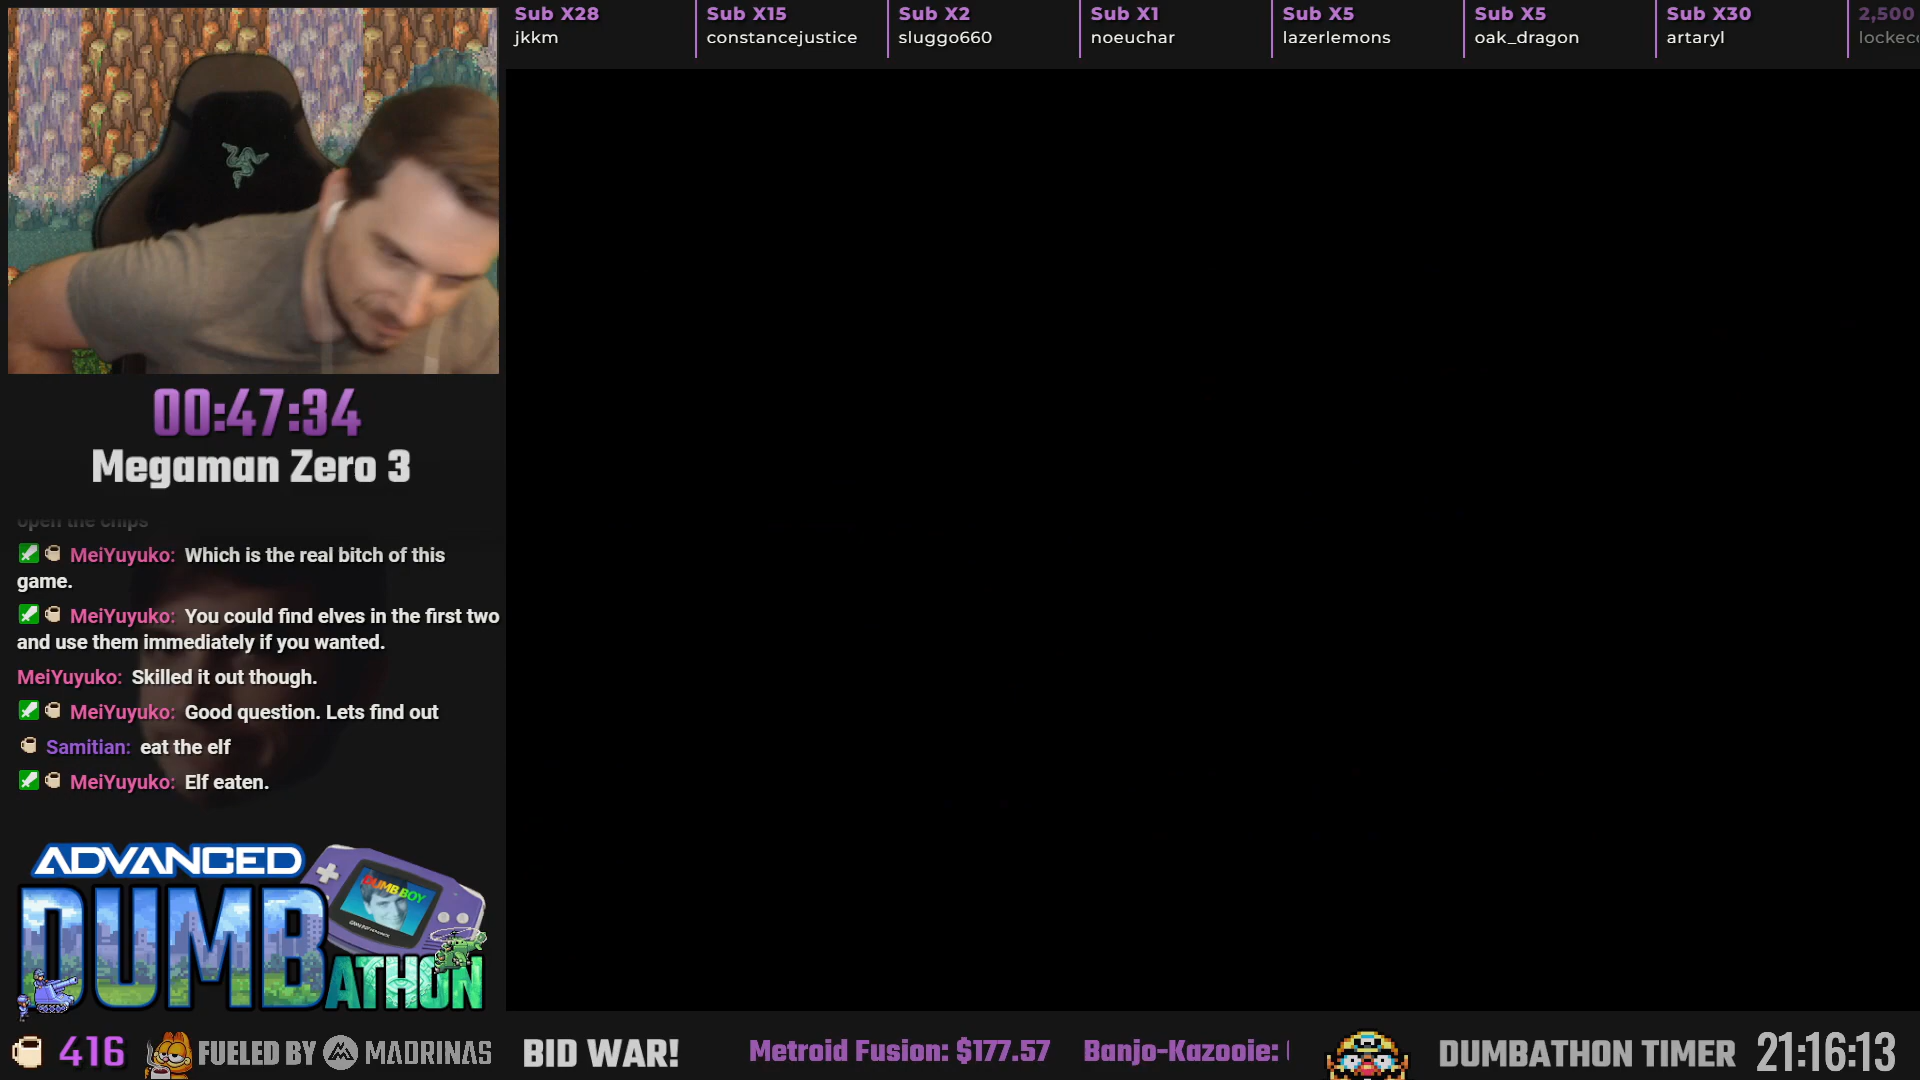 Sub X28
jkkm
Sub X15
constancejustice
Sub X2
sluggo660
Sub X1
noeuchar
Sub X5
lazerlemons
Sub X5
oak_dragon
Sub X30
artaryl
2,500
00:47:34
Megaman Zero 3
open the chips
MeiYuyuko: Which is the real bitch of this
game.
MeiYuyuko: You could find elves in the first two
and use them immediately if you wanted.
MeiYuyuko: Skilled it out though.
MeiYuyuko: Good question. Lets find out
Samitian: eat the elf
MeiYuyuko: Elf eaten.
ADVANCED
DUMB
ATHON
DUMB BOY
416
FUELED BY MADRINAS
BID WAR!
Metroid Fusion: $177.57
Banjo-Kazooie:
DUMBATHON TIMER
21:16:13